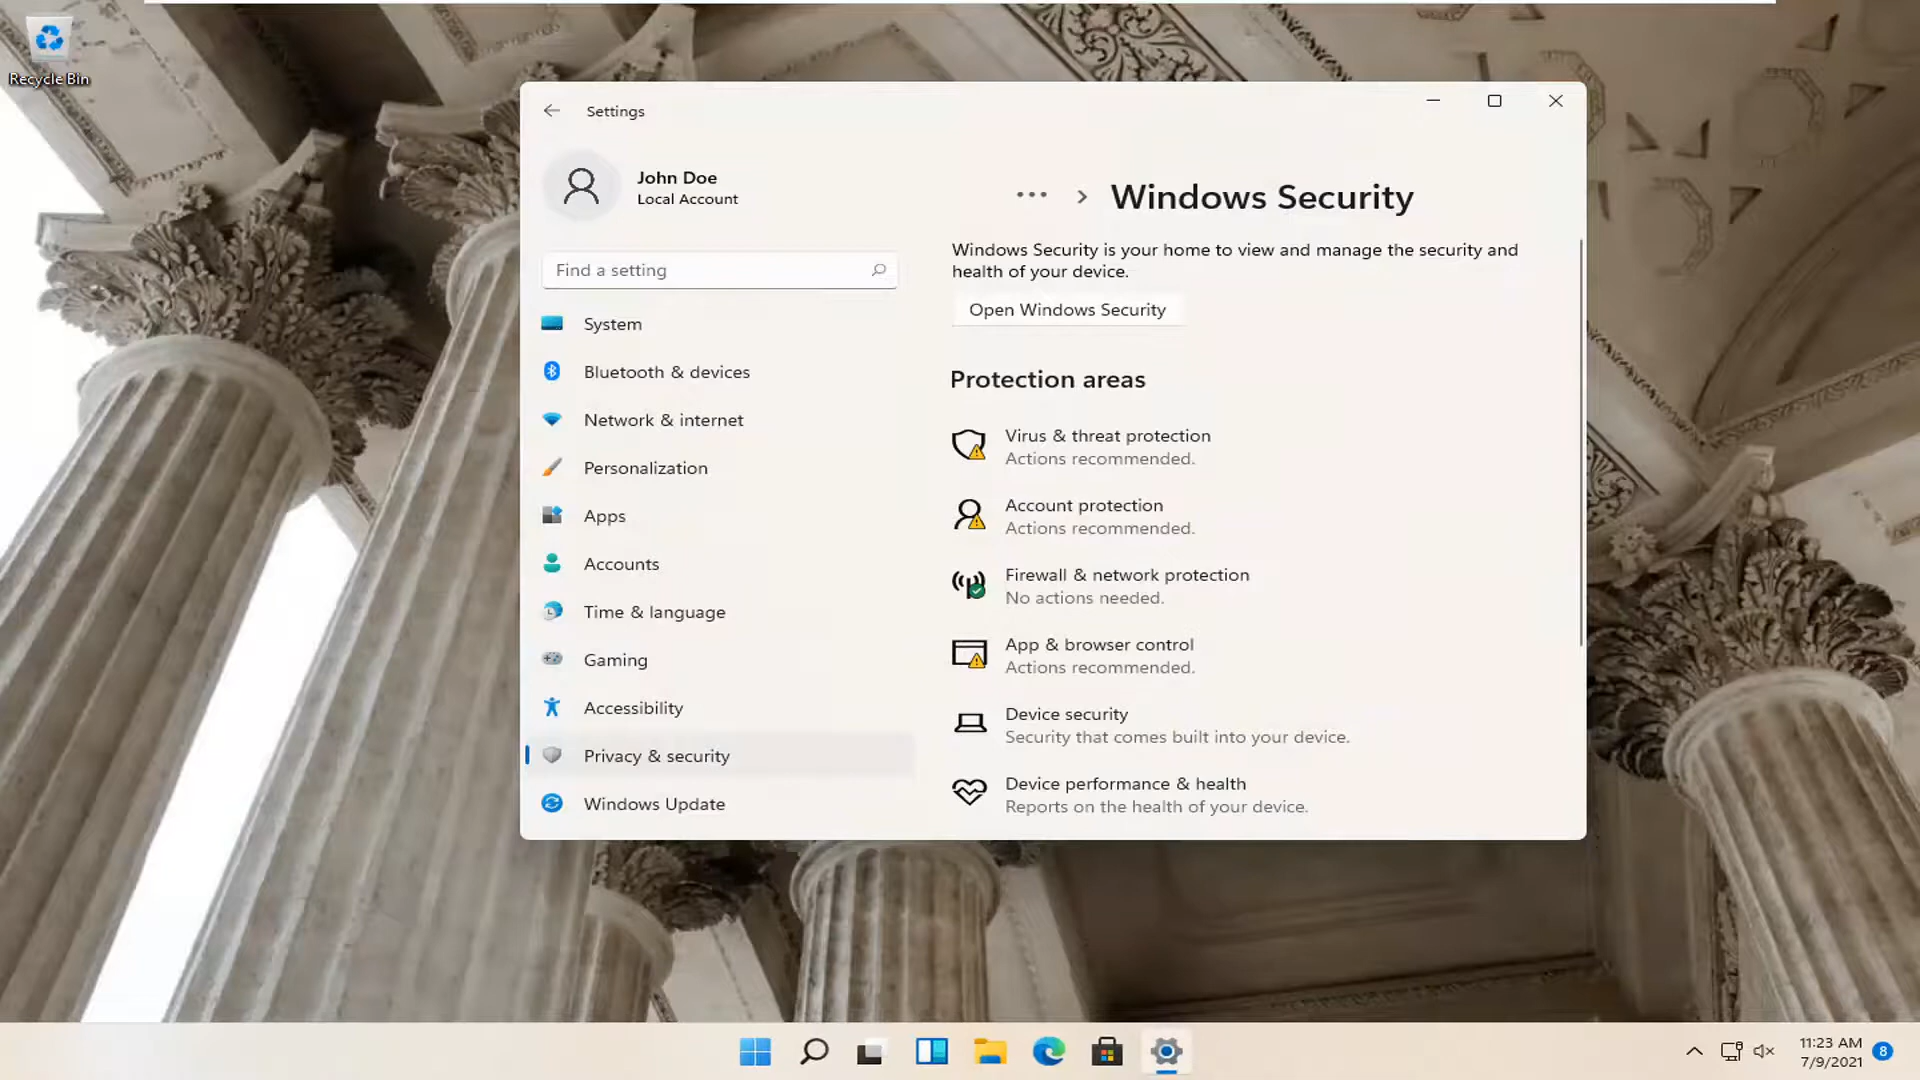 Recycle Bin
Settings
John Doe
Local Account
Find a setting
System
Bluetooth & devices
Network & internet
Personalization
Apps
Accounts
Time & language
Gaming
Accessibility
Privacy & security
Windows Update
Windows Security
Windows Security is your home to view and manage the security and
health of your device.
Open Windows Security
Protection areas
Virus & threat protection
Actions recommended.
Account protection
Actions recommended.
Firewall & network protection
No actions needed.
App & browser control
Actions recommended.
Device security
Security that comes built into your device.
Device performance & health
Reports on the health of your device.
11:23 AM
7/9/2021
8